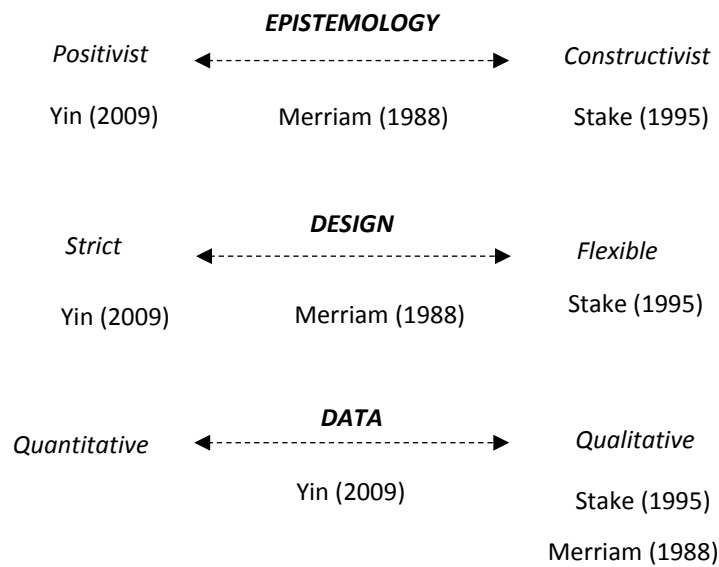 EPISTEMOLOGY
Positivist Constructivist
Yin (2009) Merriam (1988) Stake (1995)
DESIGN
Strict Flexible
Yin (2009) Merriam (1988) Stake (1995)
DATA
Quantitative Qualitative
Yin (2009) Stake (1995)
Merriam (1988)